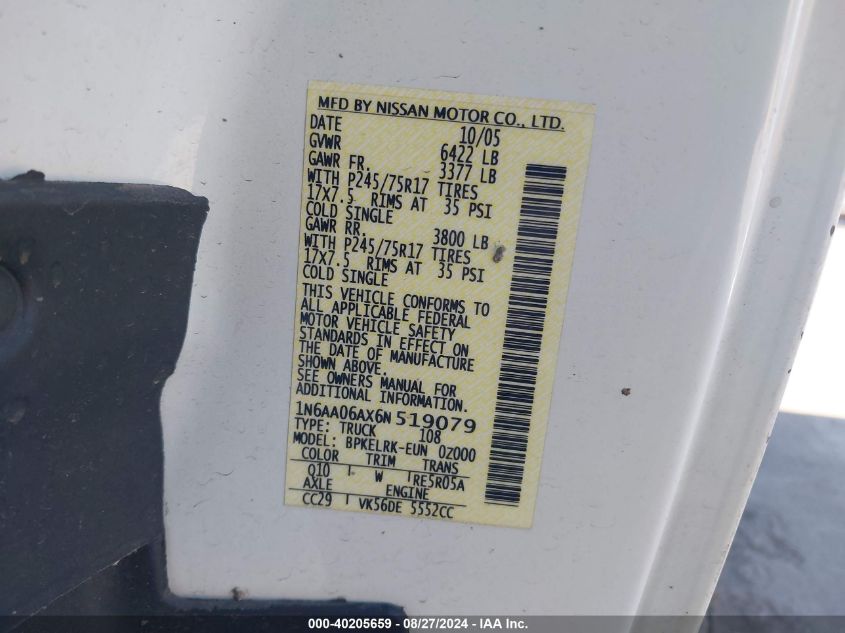 MFD BY NISSAN MOTOR CO., LTD.
DATE 10/05
GVWR 6422 LB
GAWR FR. 3377 LB
WITH P245/75R17 TIRES
17X7.5 RIMS AT 35 PSI
COLD SINGLE
GAWR RR. 3800 LB
WITH P245/75R17 TIRES
17X7.5 RIMS AT 35 PSI
COLD SINGLE
THIS VEHICLE CONFORMS TO
ALL APPLICABLE FEDERAL
MOTOR VEHICLE SAFETY
STANDARDS IN EFFECT ON
THE DATE OF MANUFACTURE
SHOWN ABOVE.
SEE OWNERS MANUAL FOR
ADDITIONAL INFORMATION.
1N6AA06AX6N519079
TYPE: TRUCK 108
MODEL: BPKELRK-EUN 0Z000
COLOR TRIM TRANS
Q10 W RE5R05A
AXLE ENGINE
CC29 VK56DE 5552CC
000-40205659 - 08/27/2024 - IAA Inc.